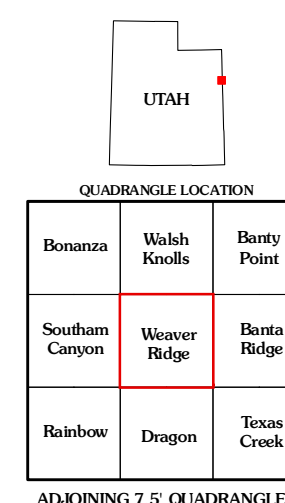 UTAH
QUADRANGLE LOCATION
Bonanza
Walsh
Knolls
Banty
Point
Southam
Canyon
Weaver
Ridge
Banta
Ridge
Rainbow
Dragon
Texas
Creek
ADJOINING 7.5' QUADRANGLE